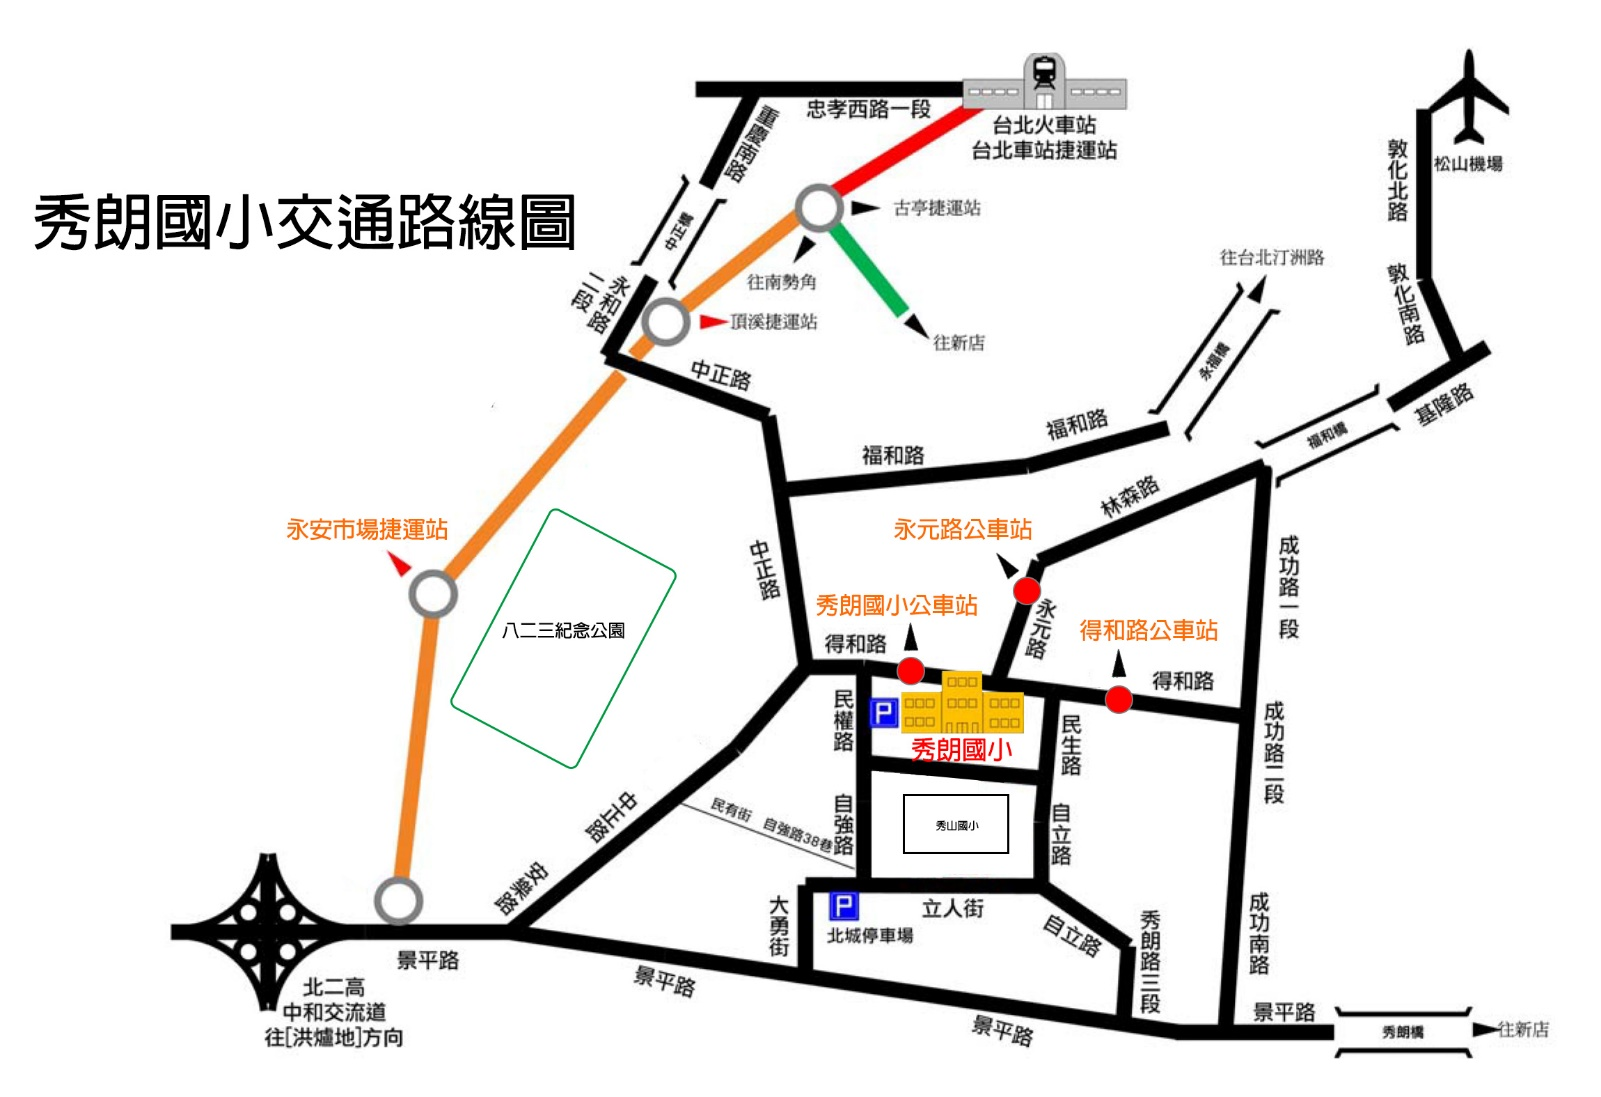 忠孝西路一段
台北火車站
台北車站捷運站
重慶南路
敦化北路
松山機場
秀朗國小交通路線圖
中正橋
古亭捷運站
往南勢角
往台北汀洲路
敦化南路
永和路
二段
頂溪捷運站
往新店
永福橋
中正路
基隆路
福和路
福和路
福和橋
林森路
永安市場捷運站
永元路公車站
中正路
成功路一段
八二三紀念公園
秀朗國小公車站
永元路
得和路公車站
得和路
得和路
民權路
P
秀朗國小
民生路
成功路二段
中正路
民有街
自強路38巷
自強路
秀山國小
自立路
安樂路
大勇街
P
北城停車場
立人街
自立路
秀朗路三段
成功南路
景平路
北二高
中和交流道
往[洪爐地]方向
景平路
景平路
景平路
秀朗橋
往新店